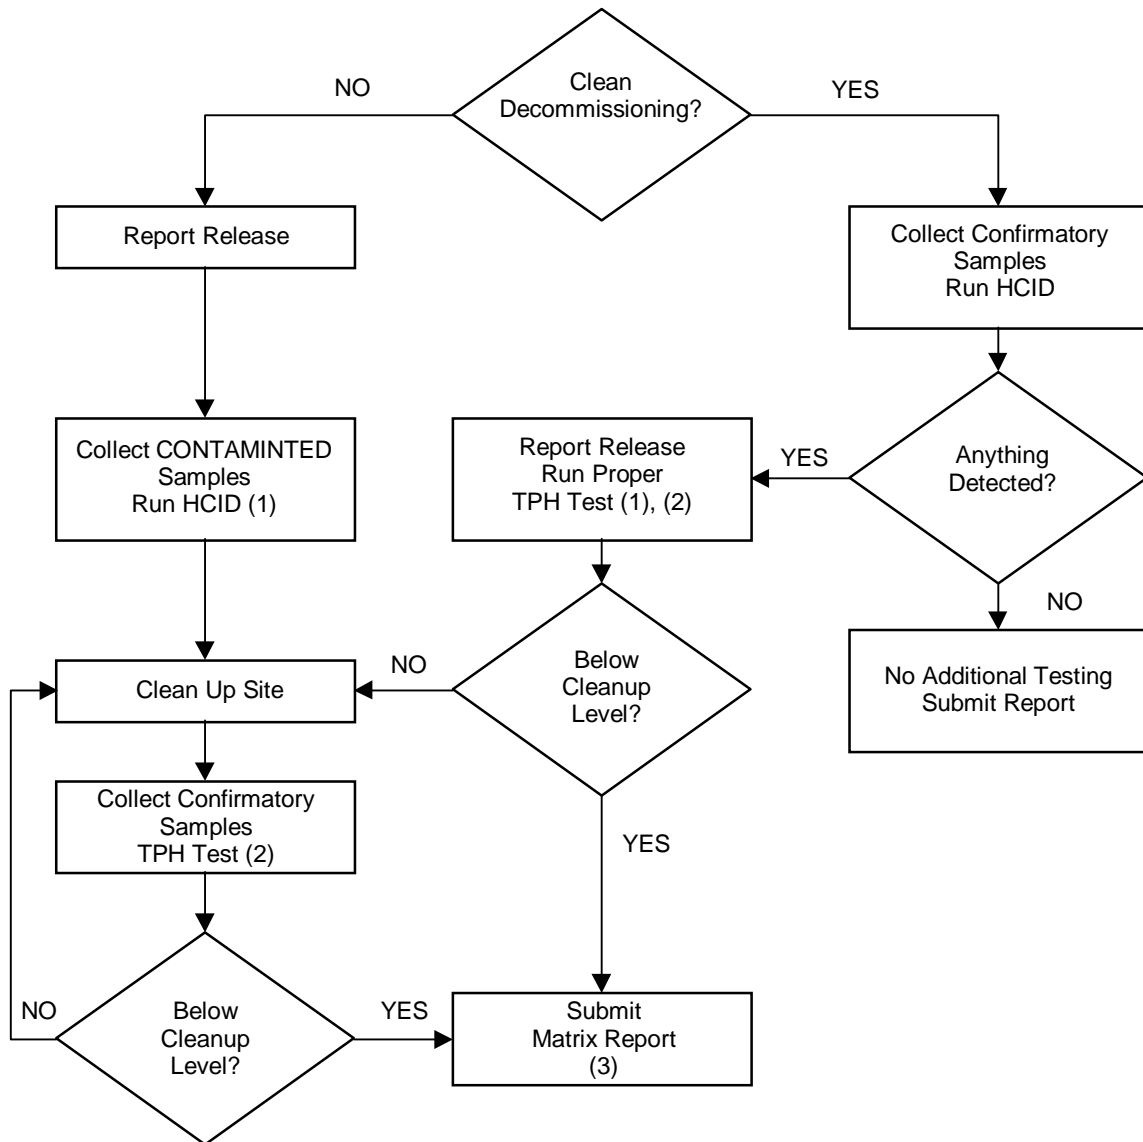 Clean
Decommissioning?
NO
YES
Report Release
Collect Confirmatory
Samples
Run HCID
Collect CONTAMINTED
Samples
Run HCID (1)
Report Release
Run Proper
TPH Test (1), (2)
YES
Anything
Detected?
NO
No Additional Testing
Submit Report
Clean Up Site
NO
Below
Cleanup
Level?
YES
Collect Confirmatory
Samples
TPH Test (2)
NO
Below
Cleanup
Level?
YES
Submit
Matrix Report
(3)